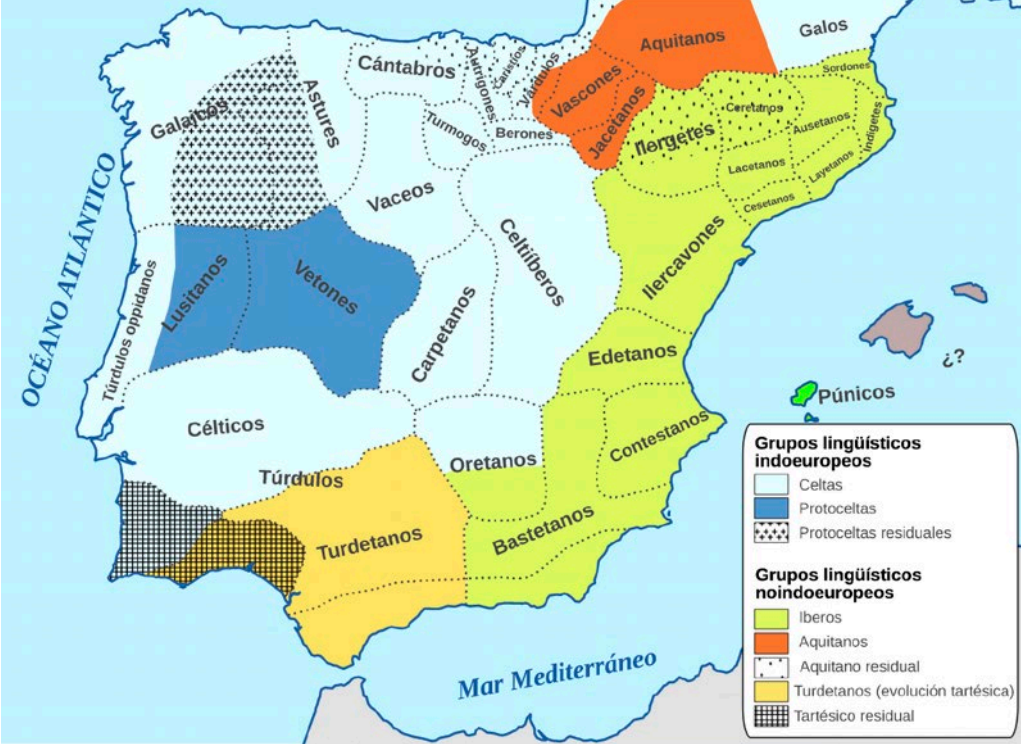 Aquitanos
Galos
Cántabros
Autrigones
Caristios
Várdulos
Vascones
Jacetanos
Sordones
Galaicos
Astures
Turmogos
Berones
Ilergetes
Ceretanos
Ausetanos
Indigetes
Lacetanos
Layetanos
Cesetanos
Vaceos
Celtíberos
Ilercavones
OCÉANO ATLÁNTICO
Túrdulos oppidanos
Lusitanos
Vetones
Carpetanos
Edetanos
¿?
Púnicos
Célticos
Oretanos
Contestanos
Túrdulos
Turdetanos
Bastetanos
Mar Mediterráneo
Grupos lingüísticos
indoeuropeos
Celtas
Protoceltas
Protoceltas residuales
Grupos lingüísticos
noindoeuropeos
Iberos
Aquitanos
Aquitano residual
Turdetanos (evolución tartésica)
Tartésico residual